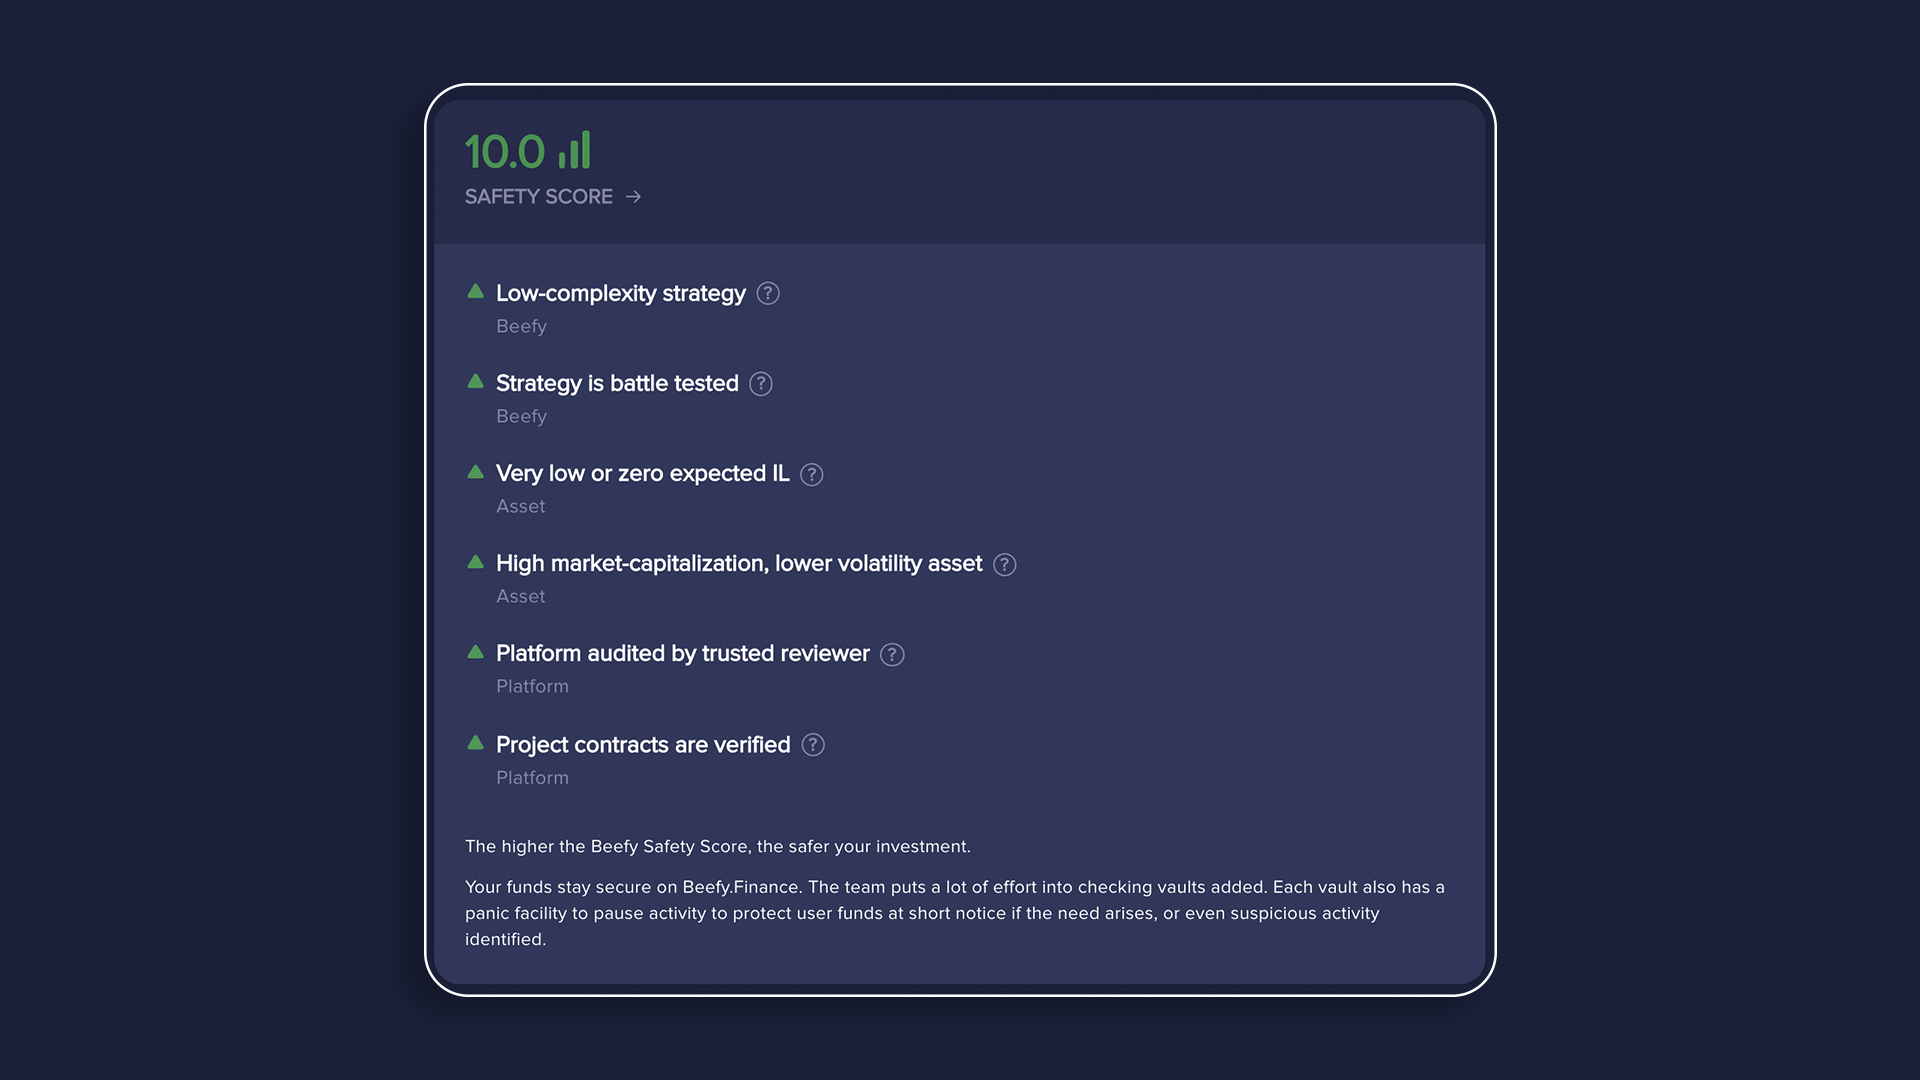 10.0
SAFETY SCORE →
Low-complexity strategy ?
Beefy
Strategy is battle tested ?
Beefy
Very low or zero expected IL ?
Asset
High market-capitalization, lower volatility asset ?
Asset
Platform audited by trusted reviewer ?
Platform
Project contracts are verified ?
Platform
The higher the Beefy Safety Score, the safer your investment.
Your funds stay secure on Beefy.Finance. The team puts a lot of effort into checking vaults added. Each vault also has a
panic facility to pause activity to protect user funds at short notice if the need arises, or even suspicious activity
identified.